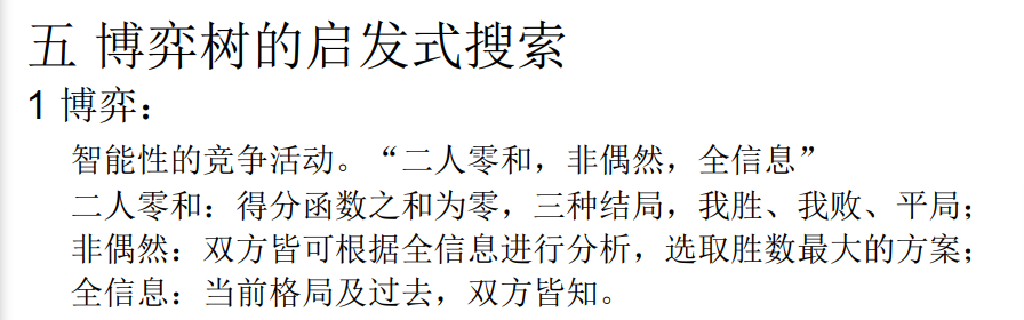 五 博弈树的启发式搜索
1 博弈：
智能性的竞争活动。“二人零和，非偶然，全信息”
二人零和：得分函数之和为零，三种结局，我胜、我败、平局；
非偶然：双方皆可根据全信息进行分析，选取胜数最大的方案；
全信息：当前格局及过去，双方皆知。